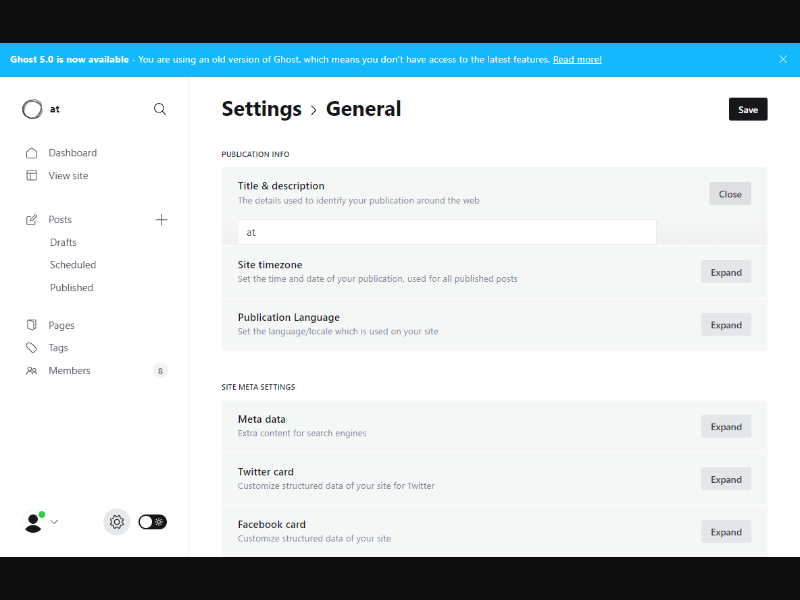 Ghost 5.0 is now available - You are using an old version of Ghost, which means you don't have access to the latest features. Read more!
at
Settings › General
Save
Dashboard
View site
Posts
Drafts
Scheduled
Published
Pages
Tags
Members 8
PUBLICATION INFO
Title & description
The details used to identify your publication around the web
Close
at
Site timezone
Set the time and date of your publication, used for all published posts
Expand
Publication Language
Set the language/locale which is used on your site
Expand
SITE META SETTINGS
Meta data
Extra content for search engines
Expand
Twitter card
Customize structured data of your site for Twitter
Expand
Facebook card
Customize structured data of your site
Expand